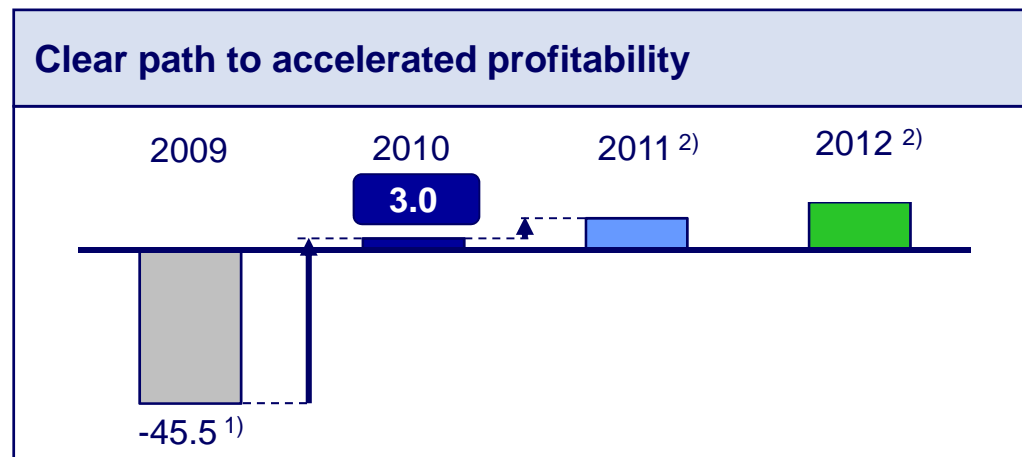 Clear path to accelerated profitability
2009 2010 2011 2) 2012 2)
3.0
-45.5 1)